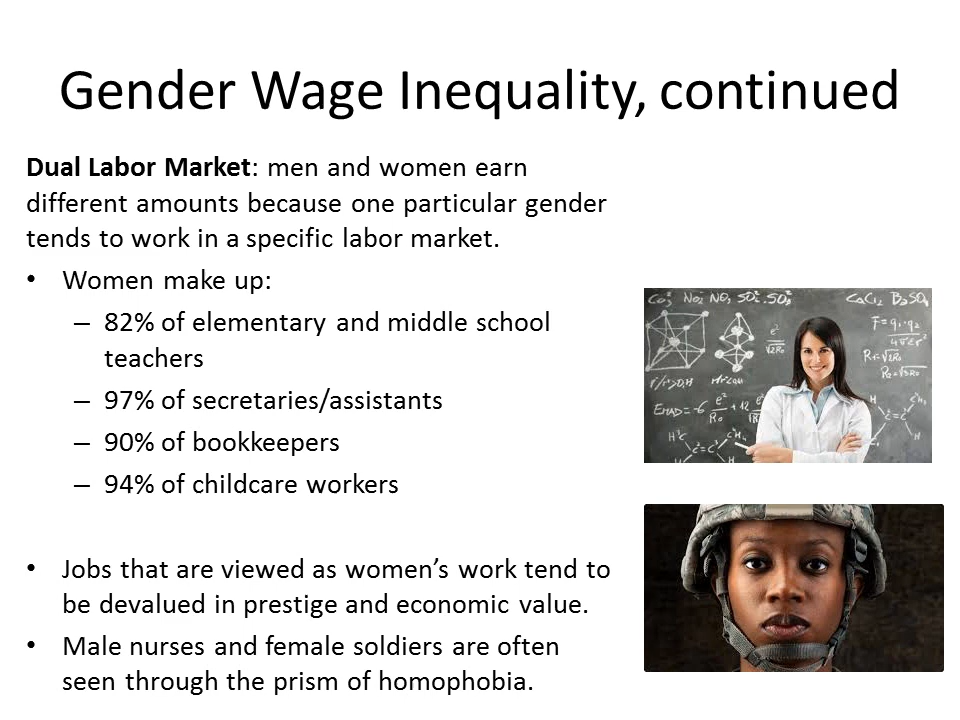 Gender Wage Inequality, continued
Dual Labor Market: men and women earn
different amounts because one particular gender
tends to work in a specific labor market.
• Women make up:
– 82% of elementary and middle school
teachers
– 97% of secretaries/assistants
– 90% of bookkeepers
– 94% of childcare workers
• Jobs that are viewed as women’s work tend to
be devalued in prestige and economic value.
• Male nurses and female soldiers are often
seen through the prism of homophobia.